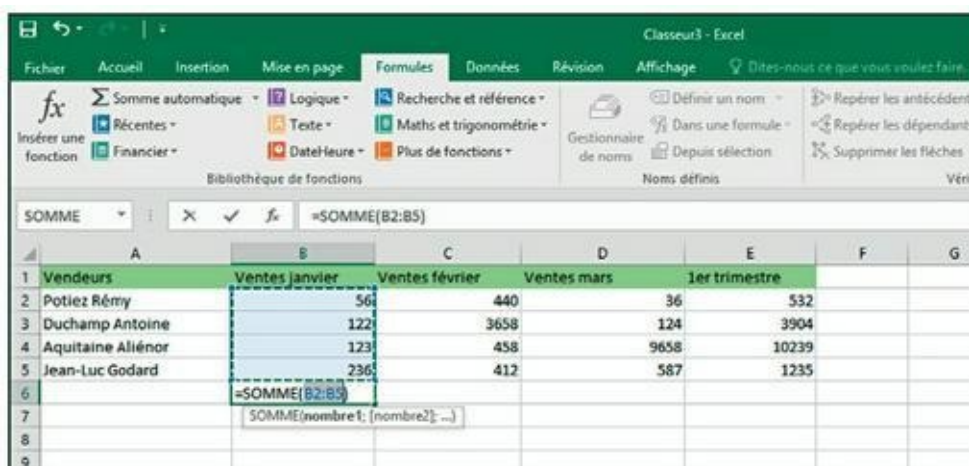 Classeur3 - Excel
Fichier Accueil Insertion Mise en page Formules Données Révision Affichage Dites-nous ce que vous voulez faire.
fx Insérer une fonction
Σ Somme automatique
Récentes
Financier
Logique
Texte
DateHeure
Recherche et référence
Maths et trigonométrie
Plus de fonctions
Bibliothèque de fonctions
Gestionnaire de noms
Définir un nom
Dans une formule
Depuis sélection
Noms définis
Repérer les antécédent
Repérer les dépendant
Supprimer les flèches
Véri
SOMME fx =SOMME(B2:B5)
A B C D E F G
1 Vendeurs Ventes janvier Ventes février Ventes mars 1er trimestre
2 Potiez Rémy 56 440 36 532
3 Duchamp Antoine 122 3658 124 3904
4 Aquitaine Aliénor 123 458 9658 10239
5 Jean-Luc Godard 236 412 587 1235
6 =SOMME(B2:B5)
7 SOMME(nombre1; [nombre2]; ...)
8
9